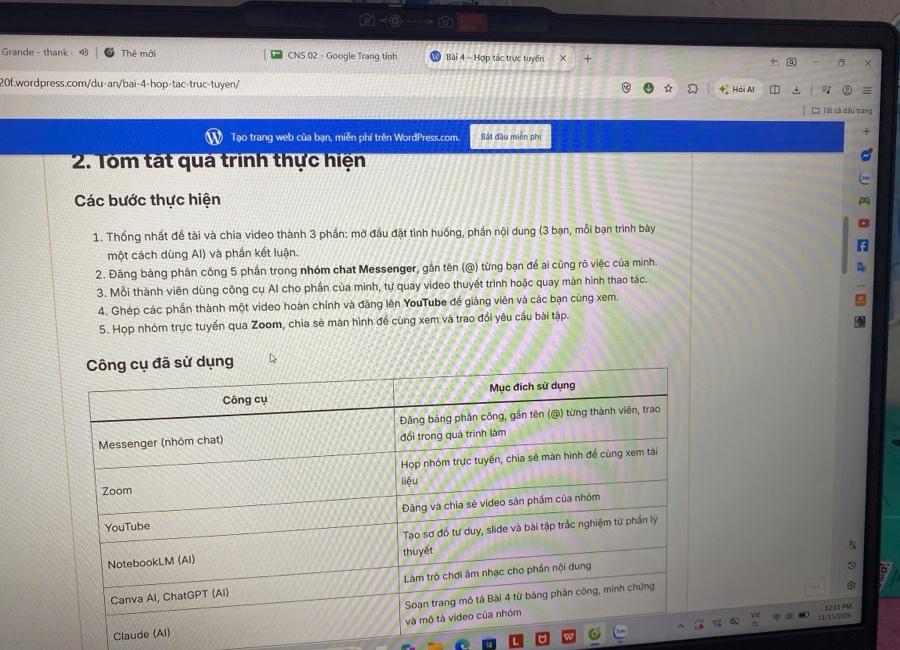 Grande - thank
Thẻ mới
CNS 02 - Google Trang tính
Bài 4 – Hợp tác trực tuyến
20f.wordpress.com/du-an/bai-4-hop-tac-truc-tuyen/
Hỏi AI
Tất cả dấu trang
Tạo trang web của bạn, miễn phí trên WordPress.com.
Bắt đầu miễn phí
2. Tóm tắt quá trình thực hiện
Các bước thực hiện
1. Thống nhất đề tài và chia video thành 3 phần: mở đầu đặt tình huống, phần nội dung (3 bạn, mỗi bạn trình bày
một cách dùng AI) và phần kết luận.
2. Đăng bảng phân công 5 phần trong nhóm chat Messenger, gắn tên (@) từng bạn để ai cũng rõ việc của mình.
3. Mỗi thành viên dùng công cụ AI cho phần của mình, tự quay video thuyết trình hoặc quay màn hình thao tác.
4. Ghép các phần thành một video hoàn chỉnh và đăng lên YouTube để giảng viên và các bạn cùng xem.
5. Họp nhóm trực tuyến qua Zoom, chia sẻ màn hình để cùng xem và trao đổi yêu cầu bài tập.
Công cụ đã sử dụng
Công cụ
Mục đích sử dụng
Messenger (nhóm chat)
Đăng bảng phân công, gắn tên (@) từng thành viên, trao
đổi trong quá trình làm
Zoom
Họp nhóm trực tuyến, chia sẻ màn hình để cùng xem tài
liệu
YouTube
Đăng và chia sẻ video sản phẩm của nhóm
NotebookLM (AI)
Tạo sơ đồ tư duy, slide và bài tập trắc nghiệm từ phần lý
thuyết
Canva AI, ChatGPT (AI)
Làm trò chơi âm nhạc cho phần nội dung
Claude (AI)
Soạn trang mô tả Bài 4 từ bảng phân công, minh chứng
và mô tả video của nhóm
VIE
TL
12:11 PM
11/15/2026